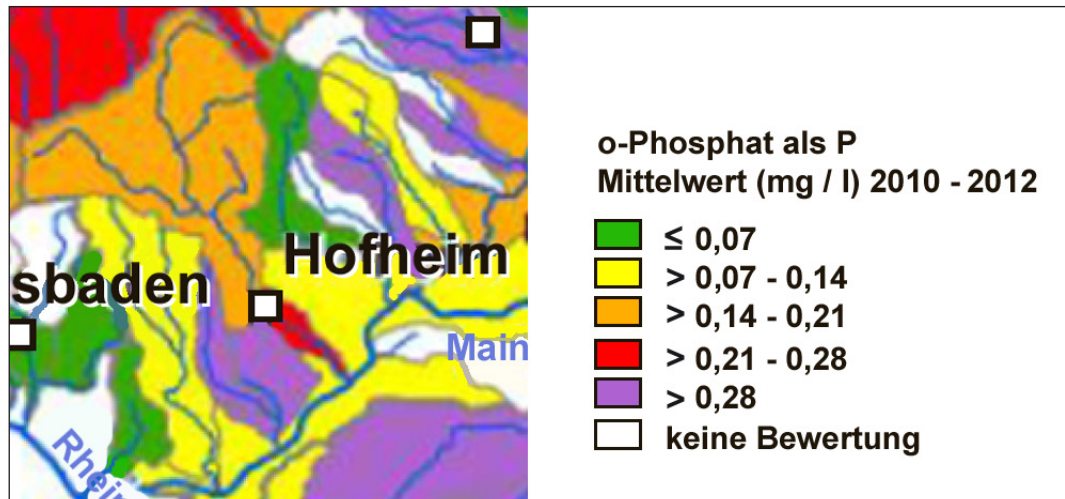 Hofheim
sbaden
Main
Rhein
o-Phosphat als P
Mittelwert (mg / l) 2010 - 2012
≤ 0,07
> 0,07 - 0,14
> 0,14 - 0,21
> 0,21 - 0,28
> 0,28
keine Bewertung